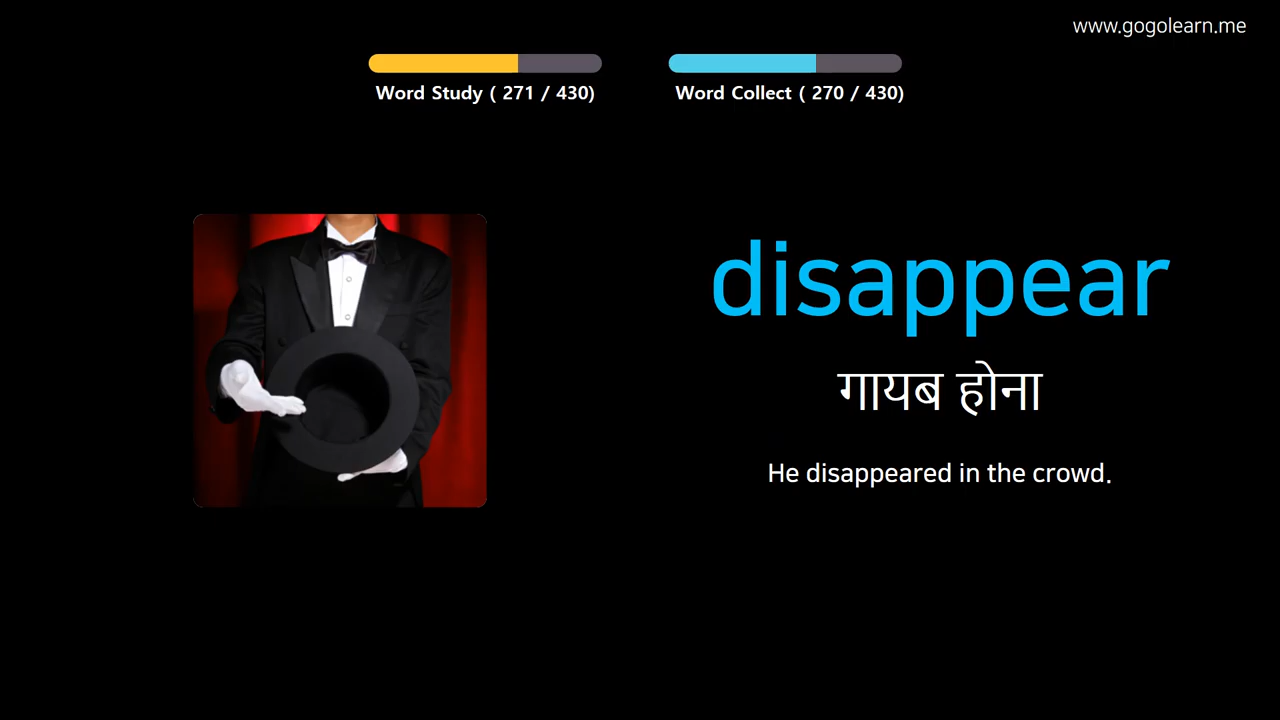 www.gogolearn.me
Word Study ( 271 / 430)
Word Collect ( 270 / 430)
disappear
गायब होना
He disappeared in the crowd.